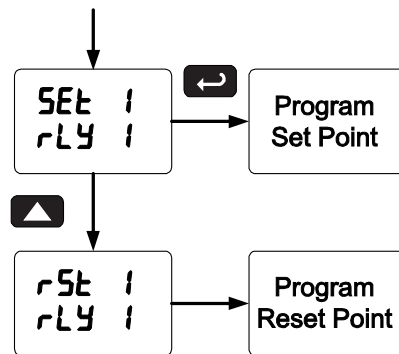 SEt 1
rLY 1
Program
Set Point
rSt 1
rLY 1
Program
Reset Point